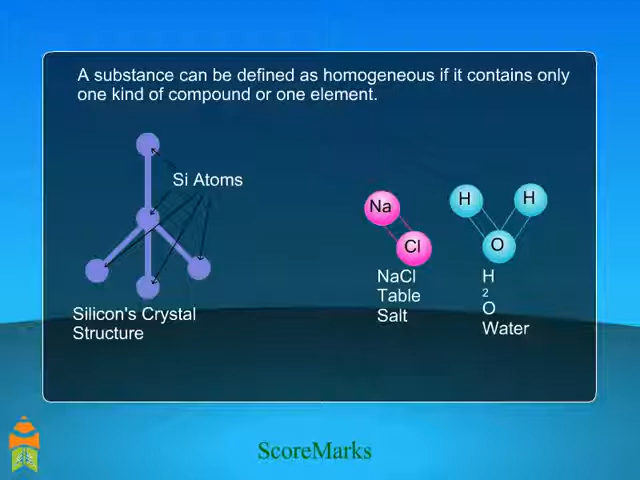 A substance can be defined as homogeneous if it contains only
one kind of compound or one element.
Si Atoms
Silicon's Crystal
Structure
Na
Cl
NaCl
Table
Salt
H
H
O
H
2
O
Water
ScoreMarks